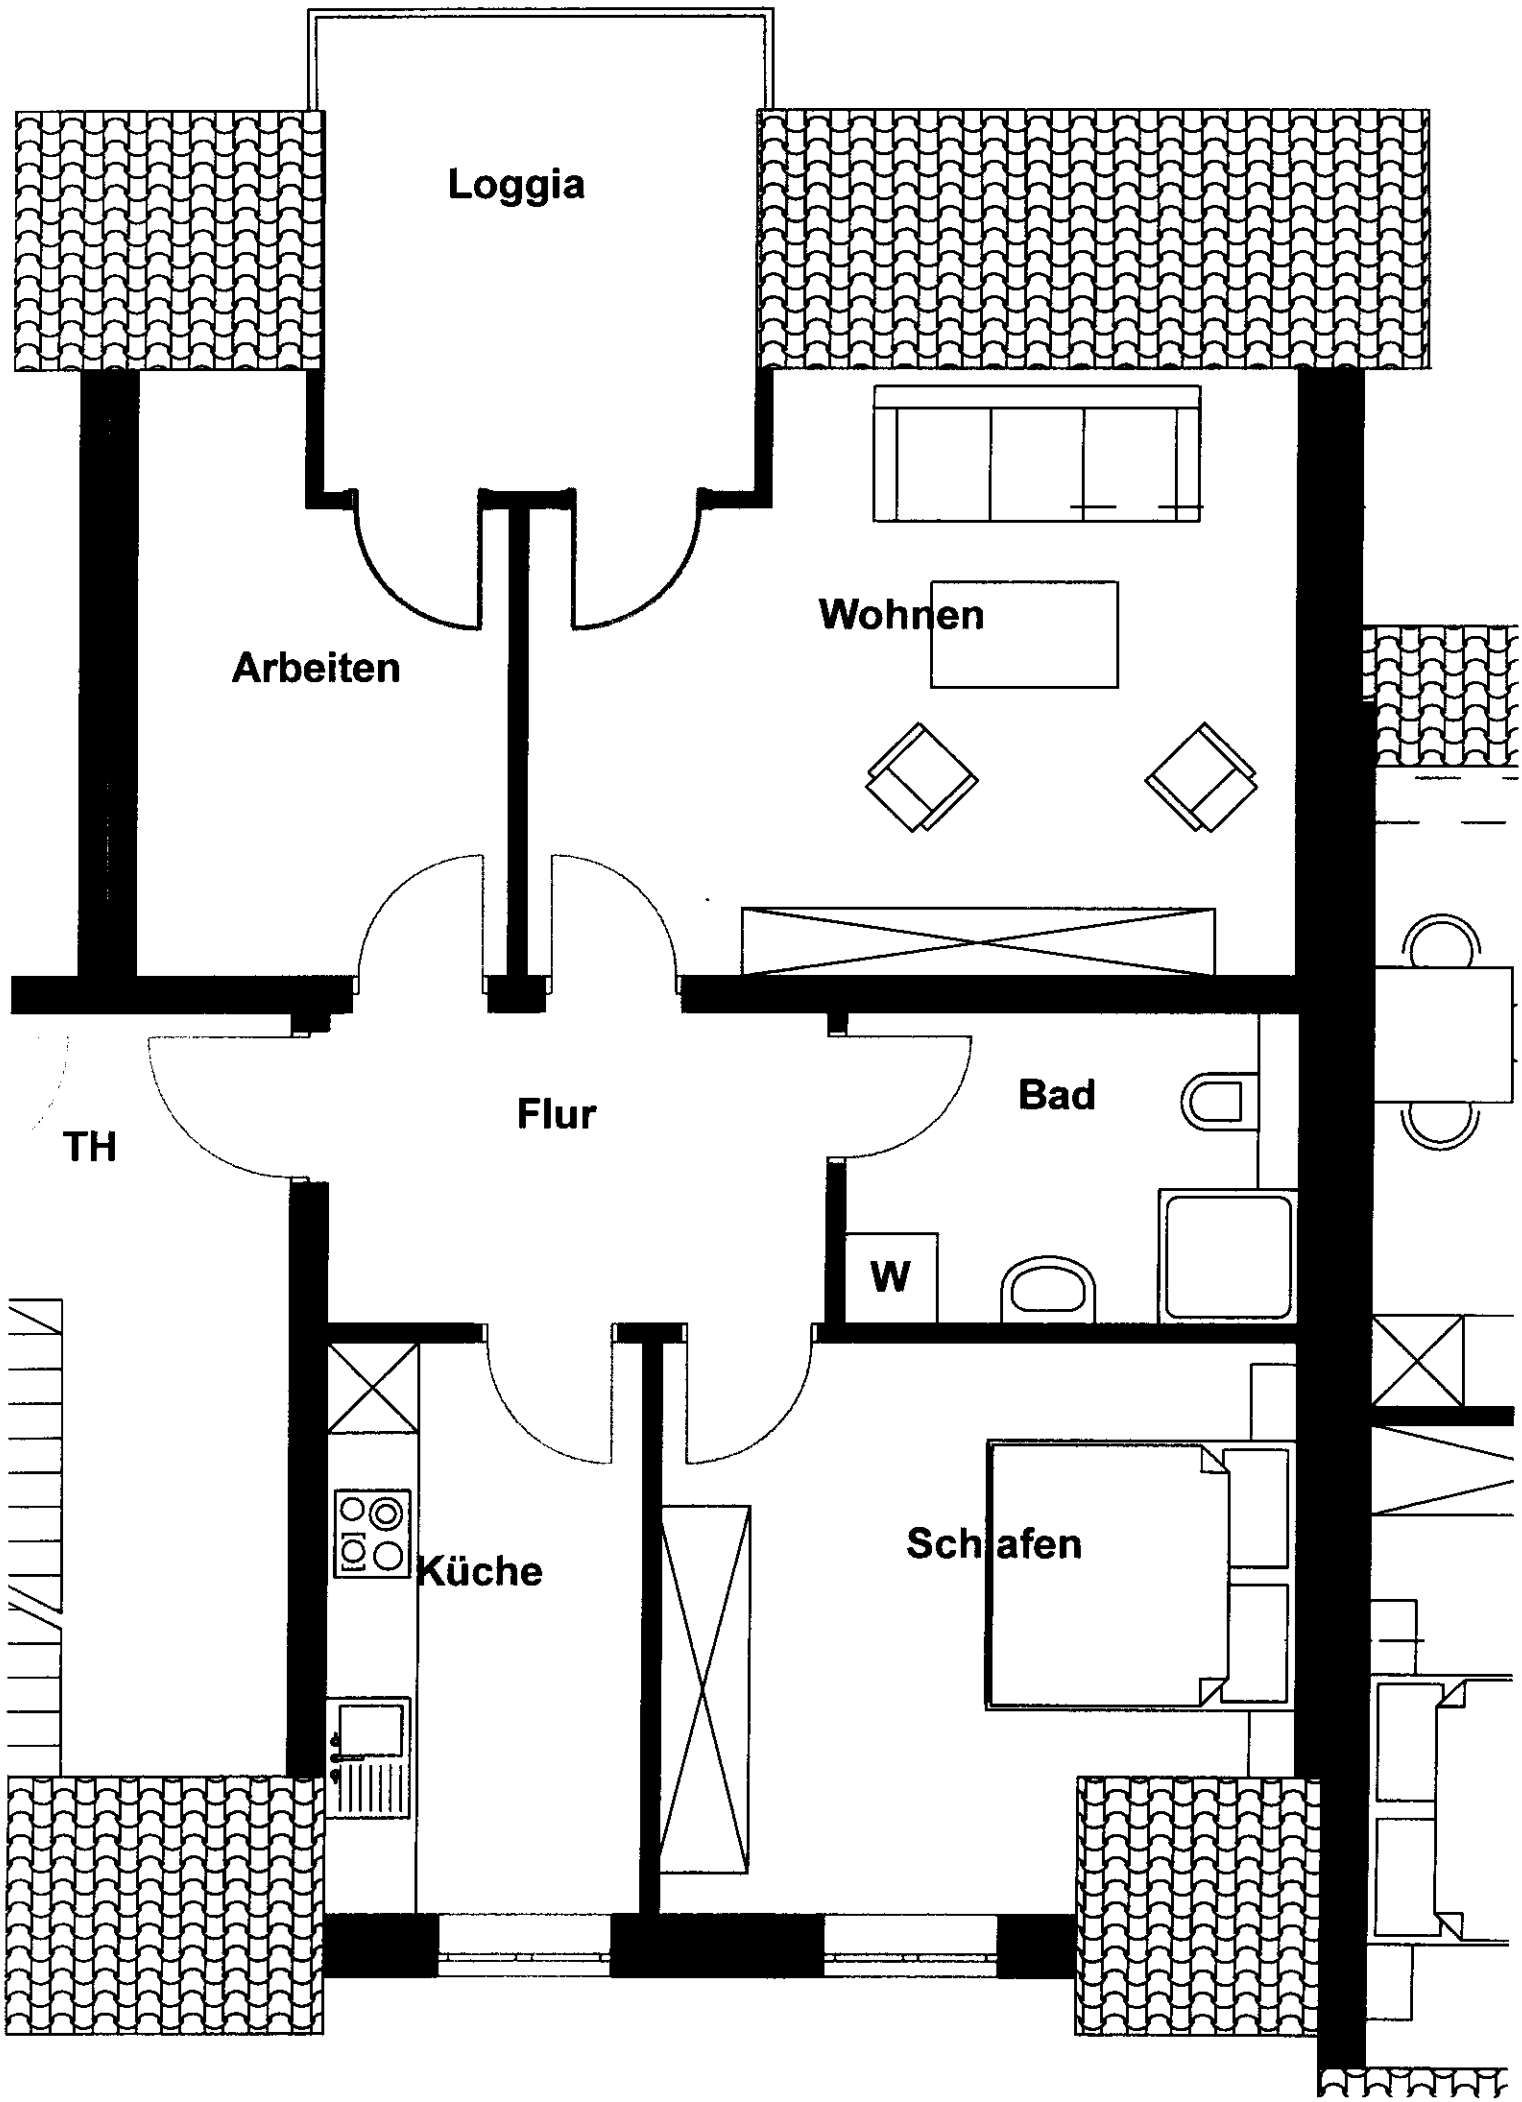 Loggia
Wohnen
Arbeiten
Bad
Flur
TH
W
Schlafen
Küche